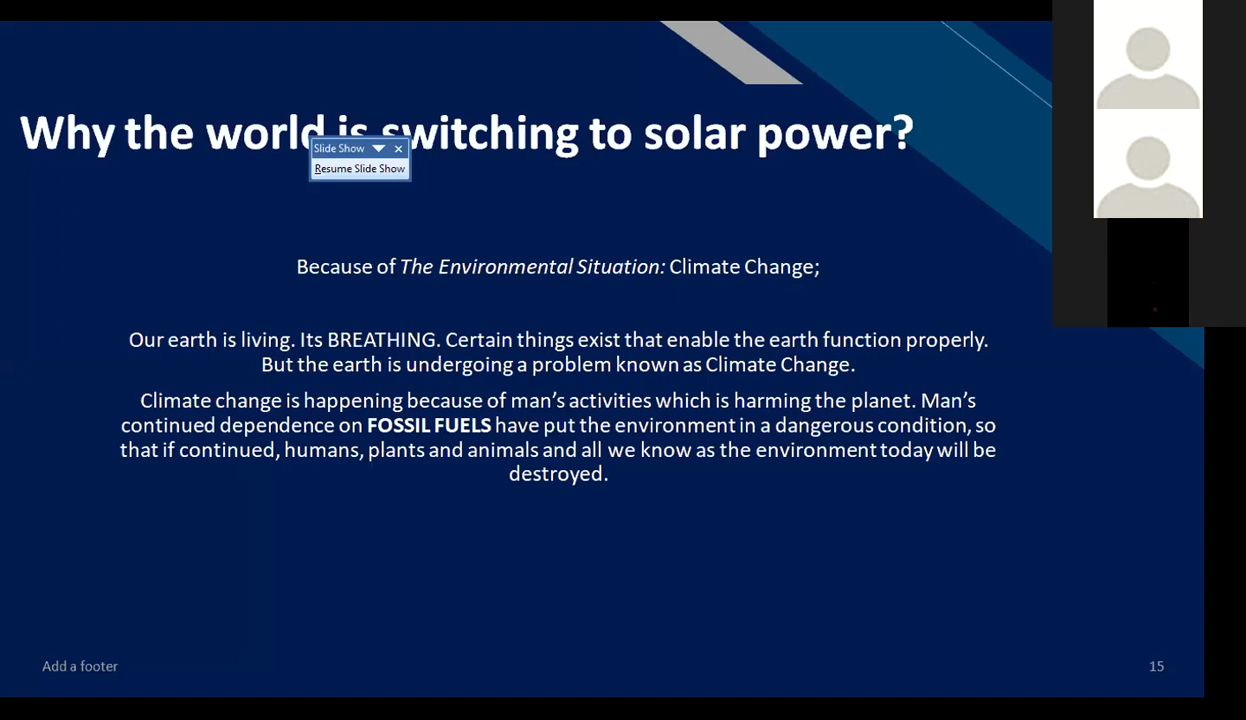 Why the world is switching to solar power?
Slide Show
Resume Slide Show
Because of The Environmental Situation: Climate Change;
Our earth is living. Its BREATHING. Certain things exist that enable the earth function properly.
But the earth is undergoing a problem known as Climate Change.
Climate change is happening because of man’s activities which is harming the planet. Man’s
continued dependence on FOSSIL FUELS have put the environment in a dangerous condition, so
that if continued, humans, plants and animals and all we know as the environment today will be
destroyed.
Add a footer
15